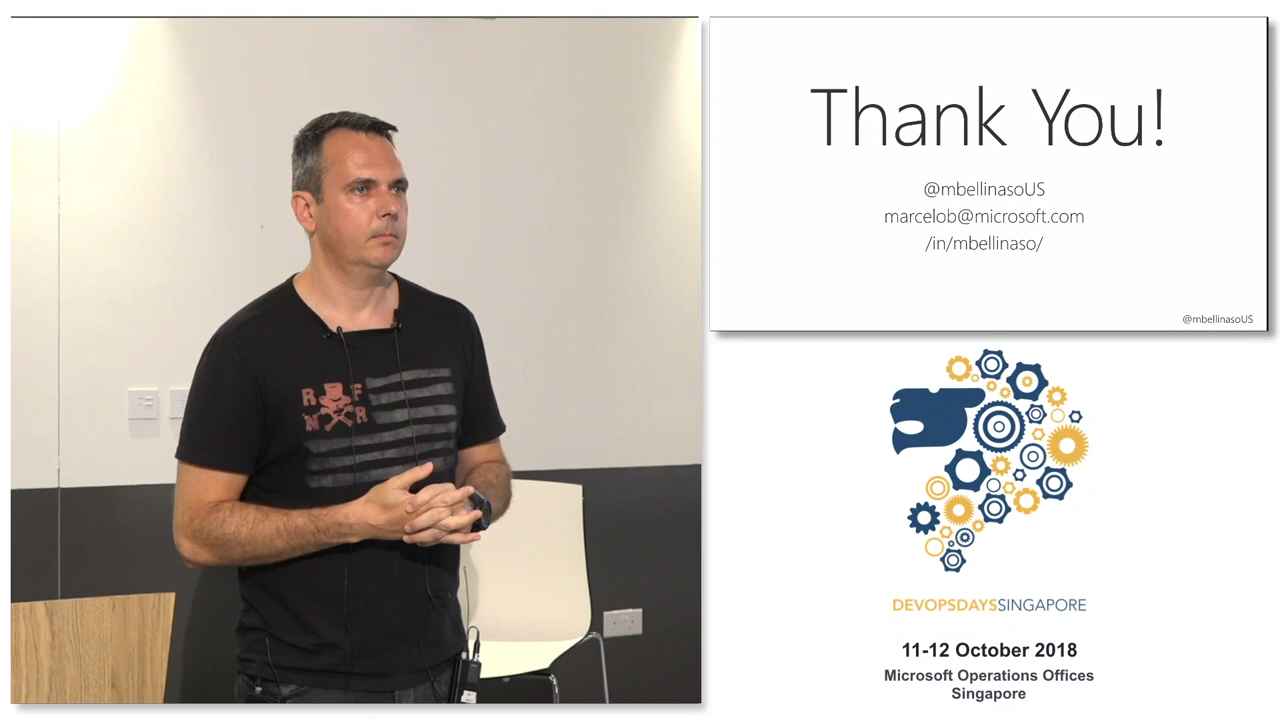 R F
N R
Thank You!
@mbellinasoUS
marcelob@microsoft.com
/in/mbellinaso/
@mbellinasoUS
DEVOPSDAYSSINGAPORE
11-12 October 2018
Microsoft Operations Offices
Singapore